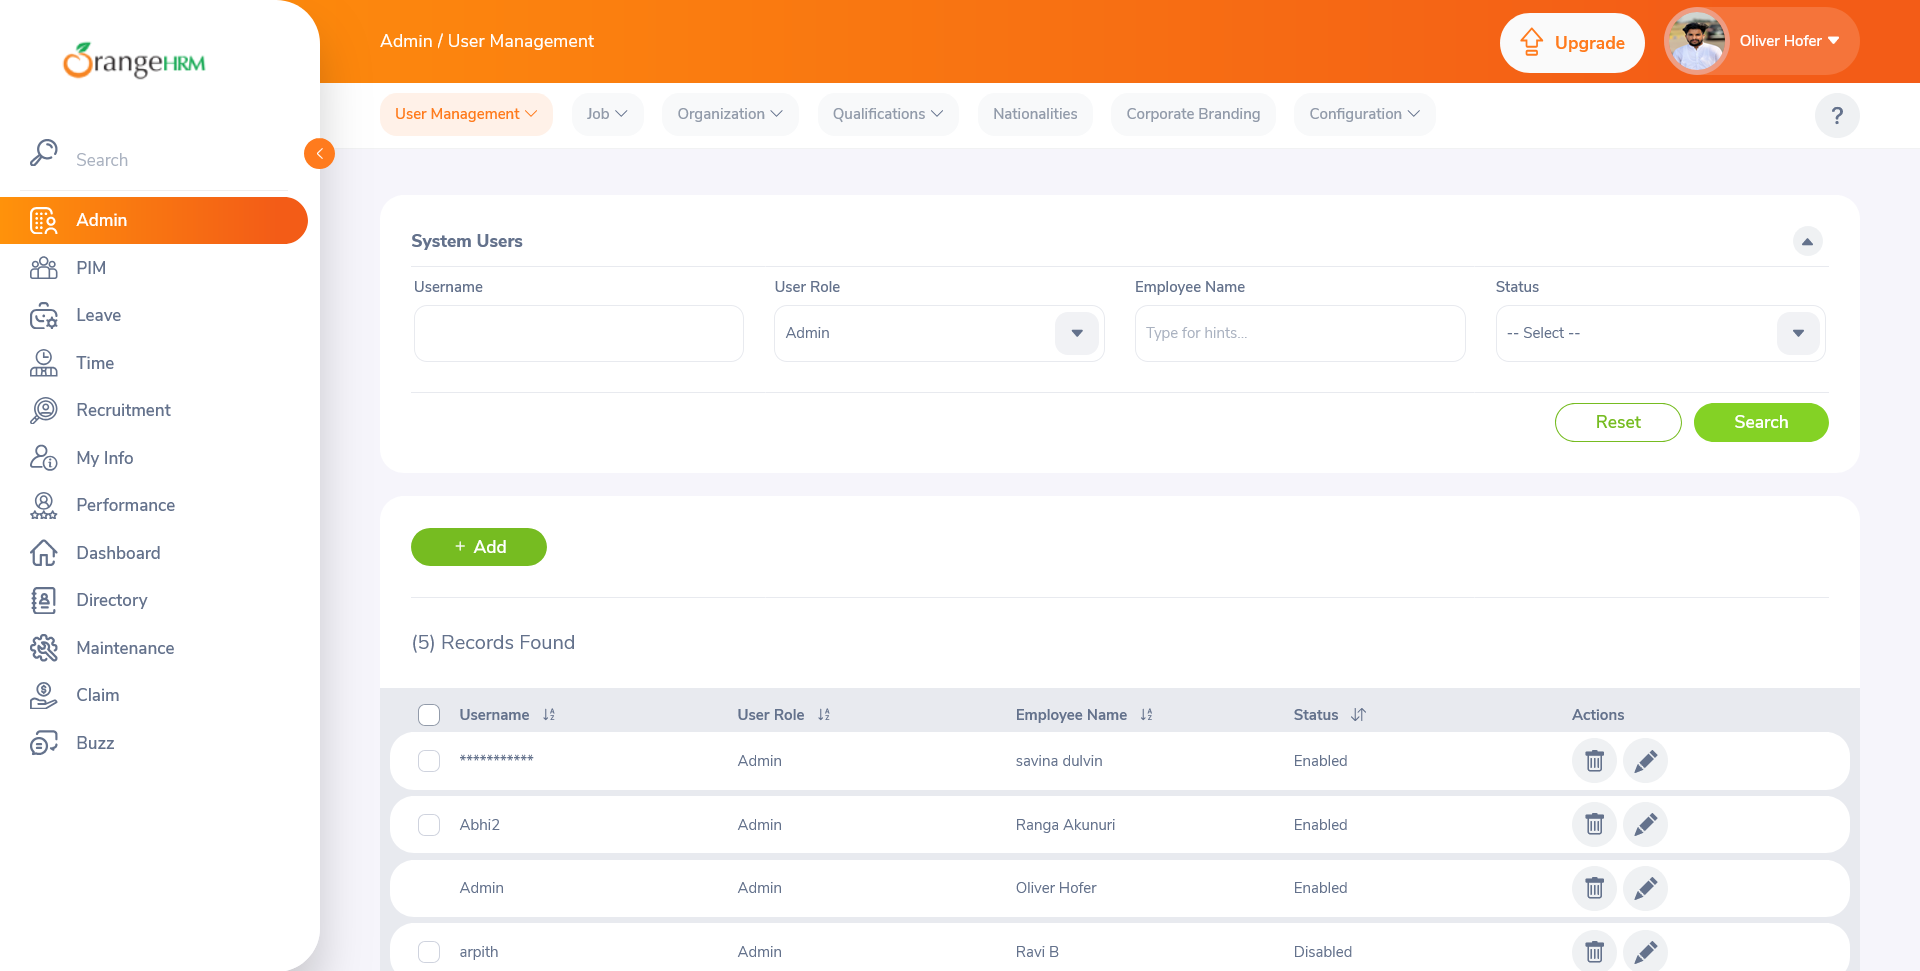 OrangeHRM
Admin / User Management
Upgrade
Oliver Hofer
User Management
Job
Organization
Qualifications
Nationalities
Corporate Branding
Configuration
?
Search
Admin
PIM
Leave
Time
Recruitment
My Info
Performance
Dashboard
Directory
Maintenance
Claim
Buzz
System Users
Username User Role Employee Name Status
Admin Type for hints... -- Select --
Reset Search
+ Add
(5) Records Found
Username User Role Employee Name Status Actions
*********** Admin savina dulvin Enabled
Abhi2 Admin Ranga Akunuri Enabled
Admin Admin Oliver Hofer Enabled
arpith Admin Ravi B Disabled